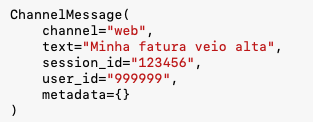 ChannelMessage(
    channel="web",
    text="Minha fatura veio alta",
    session_id="123456",
    user_id="999999",
    metadata={}
)